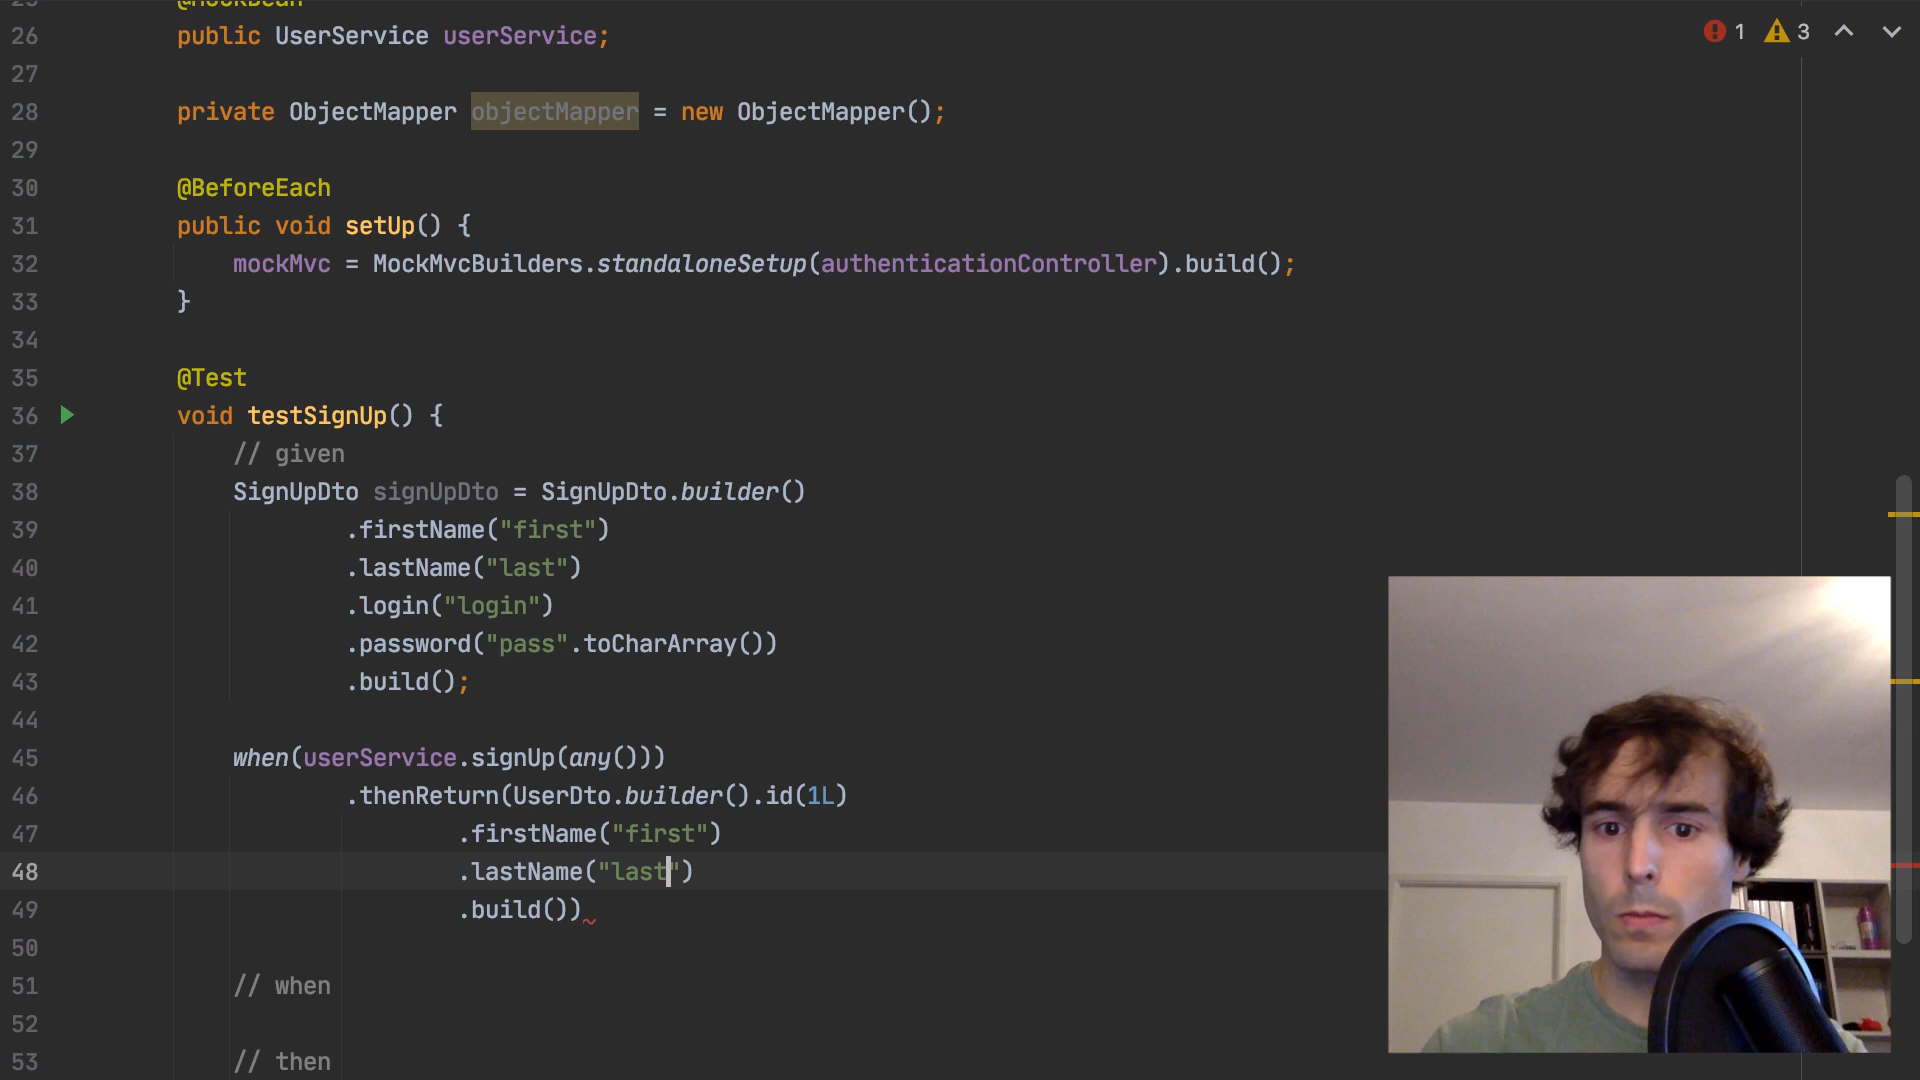 25 @MockBean
26 public UserService userService;
27
28 private ObjectMapper objectMapper = new ObjectMapper();
29
30 @BeforeEach
31 public void setUp() {
32 mockMvc = MockMvcBuilders.standaloneSetup(authenticationController).build();
33 }
34
35 @Test
36 void testSignUp() {
37 // given
38 SignUpDto signUpDto = SignUpDto.builder()
39 .firstName("first")
40 .lastName("last")
41 .login("login")
42 .password("pass".toCharArray())
43 .build();
44
45 when(userService.signUp(any()))
46 .thenReturn(UserDto.builder().id(1L)
47 .firstName("first")
48 .lastName("last")
49 .build())
50
51 // when
52
53 // then
1 3